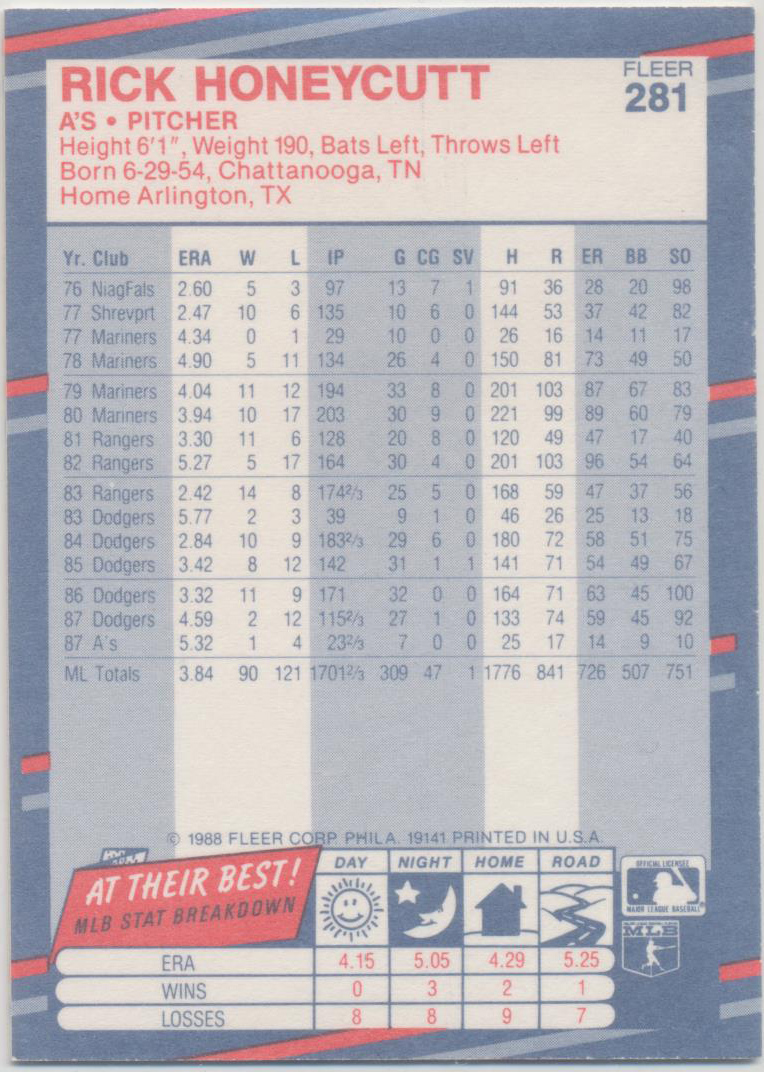 RICK HONEYCUTT
FLEER
281
A'S • PITCHER
Height 6'1", Weight 190, Bats Left, Throws Left
Born 6-29-54, Chattanooga, TN
Home Arlington, TX
Yr. Club ERA W L IP G CG SV H R ER BB SO
76 NiagFals 2.60 5 3 97 13 7 1 91 36 28 20 98
77 Shrevprt 2.47 10 6 135 10 6 0 144 53 37 42 82
77 Mariners 4.34 0 1 29 10 0 0 26 16 14 11 17
78 Mariners 4.90 5 11 134 26 4 0 150 81 73 49 50
79 Mariners 4.04 11 12 194 33 8 0 201 103 87 67 83
80 Mariners 3.94 10 17 203 30 9 0 221 99 89 60 79
81 Rangers 3.30 11 6 128 20 8 0 120 49 47 17 40
82 Rangers 5.27 5 17 164 30 4 0 201 103 96 54 64
83 Rangers 2.42 14 8 174 2/3 25 5 0 168 59 47 37 56
83 Dodgers 5.77 2 3 39 9 1 0 46 26 25 13 18
84 Dodgers 2.84 10 9 183 2/3 29 6 0 180 72 58 51 75
85 Dodgers 3.42 8 12 142 31 1 1 141 71 54 49 67
86 Dodgers 3.32 11 9 171 32 0 0 164 71 63 45 100
87 Dodgers 4.59 2 12 115 2/3 27 1 0 133 74 59 45 92
87 A's 5.32 1 4 23 2/3 7 0 0 25 17 14 9 10
ML Totals 3.84 90 121 1701 2/3 309 47 1 1776 841 726 507 751
© 1988 FLEER CORP PHILA. 19141 PRINTED IN U.S.A.
AT THEIR BEST!
MLB STAT BREAKDOWN
DAY NIGHT HOME ROAD
ERA 4.15 5.05 4.29 5.25
WINS 0 3 2 1
LOSSES 8 8 9 7
OFFICIAL LICENSEE
MAJOR LEAGUE BASEBALL
MLB